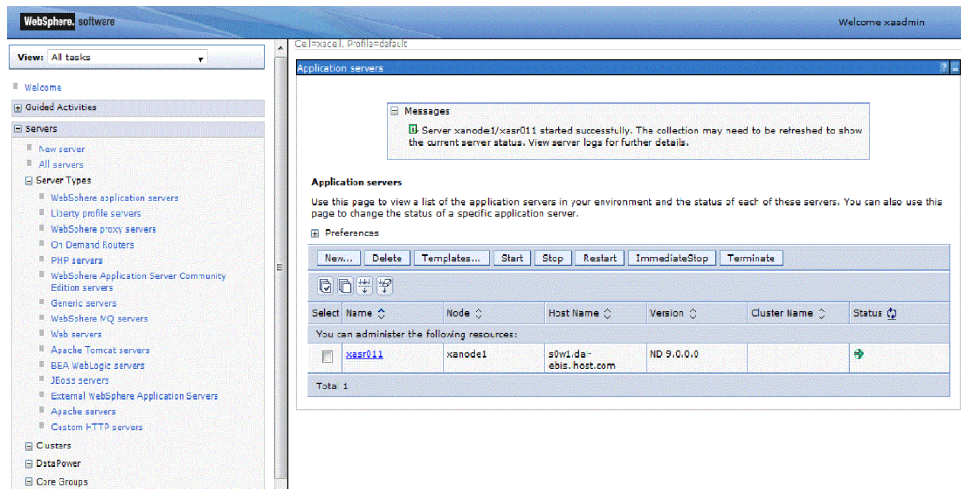 WebSphere. software
Welcome xaadmin
View: All tasks
Cell=xacell, Profile=default
Welcome
Guided Activities
Servers
New server
All servers
Server Types
WebSphere application servers
Liberty profile servers
WebSphere proxy servers
On Demand Routers
PHP servers
WebSphere Application Server Community
Edition servers
Generic servers
WebSphere MQ servers
Web servers
Apache Tomcat servers
BEA WebLogic servers
JBoss servers
External WebSphere Application Servers
Apache servers
Custom HTTP servers
Clusters
DataPower
Core Groups
Application servers
?
Messages
Server xanode1/xasr011 started successfully. The collection may need to be refreshed to show
the current server status. View server logs for further details.
Application servers
Use this page to view a list of the application servers in your environment and the status of each of these servers. You can also use this
page to change the status of a specific application server.
Preferences
New... Delete Templates... Start Stop Restart ImmediateStop Terminate
Select Name Node Host Name Version Cluster Name Status
You can administer the following resources:
xasr011 xanode1 s0w1.da- ND 9.0.0.0
ebis.host.com
Total 1